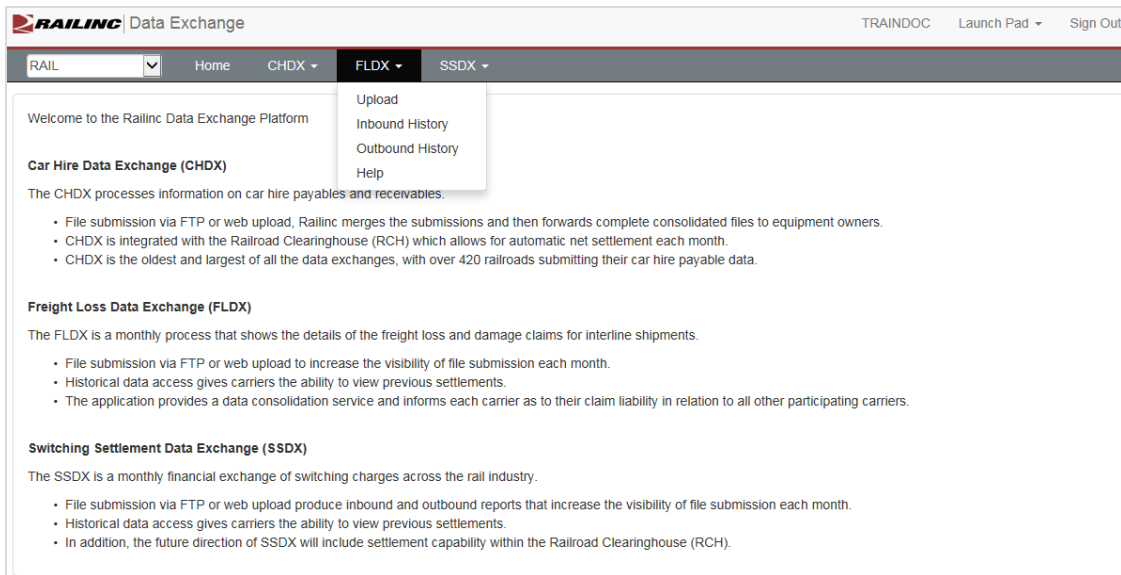 RAILINC Data Exchange TRAINDOC Launch Pad Sign Out
RAIL Home CHDX FLDX SSDX
Upload
Inbound History
Outbound History
Help
Welcome to the Railinc Data Exchange Platform
Car Hire Data Exchange (CHDX)
The CHDX processes information on car hire payables and receivables.
• File submission via FTP or web upload, Railinc merges the submissions and then forwards complete consolidated files to equipment owners.
• CHDX is integrated with the Railroad Clearinghouse (RCH) which allows for automatic net settlement each month.
• CHDX is the oldest and largest of all the data exchanges, with over 420 railroads submitting their car hire payable data.
Freight Loss Data Exchange (FLDX)
The FLDX is a monthly process that shows the details of the freight loss and damage claims for interline shipments.
• File submission via FTP or web upload to increase the visibility of file submission each month.
• Historical data access gives carriers the ability to view previous settlements.
• The application provides a data consolidation service and informs each carrier as to their claim liability in relation to all other participating carriers.
Switching Settlement Data Exchange (SSDX)
The SSDX is a monthly financial exchange of switching charges across the rail industry.
• File submission via FTP or web upload produce inbound and outbound reports that increase the visibility of file submission each month.
• Historical data access gives carriers the ability to view previous settlements.
• In addition, the future direction of SSDX will include settlement capability within the Railroad Clearinghouse (RCH).